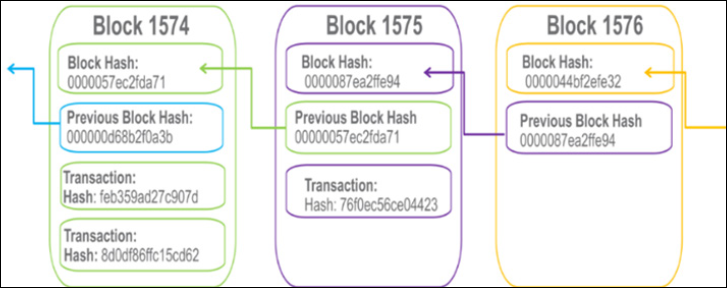 Block 1574
Block Hash:
0000057ec2fda71
Previous Block Hash:
000000d68b2f0a3b
Transaction:
Hash: feb359ad27c907d
Transaction:
Hash: 8d0df86ffc15cd62
Block 1575
Block Hash:
0000087ea2ffe94
Previous Block Hash
00000057ec2fda71
Transaction:
Hash: 76f0ec56ce04423
Block 1576
Block Hash:
0000044bf2efe32
Previous Block Hash
0000087ea2ffe94